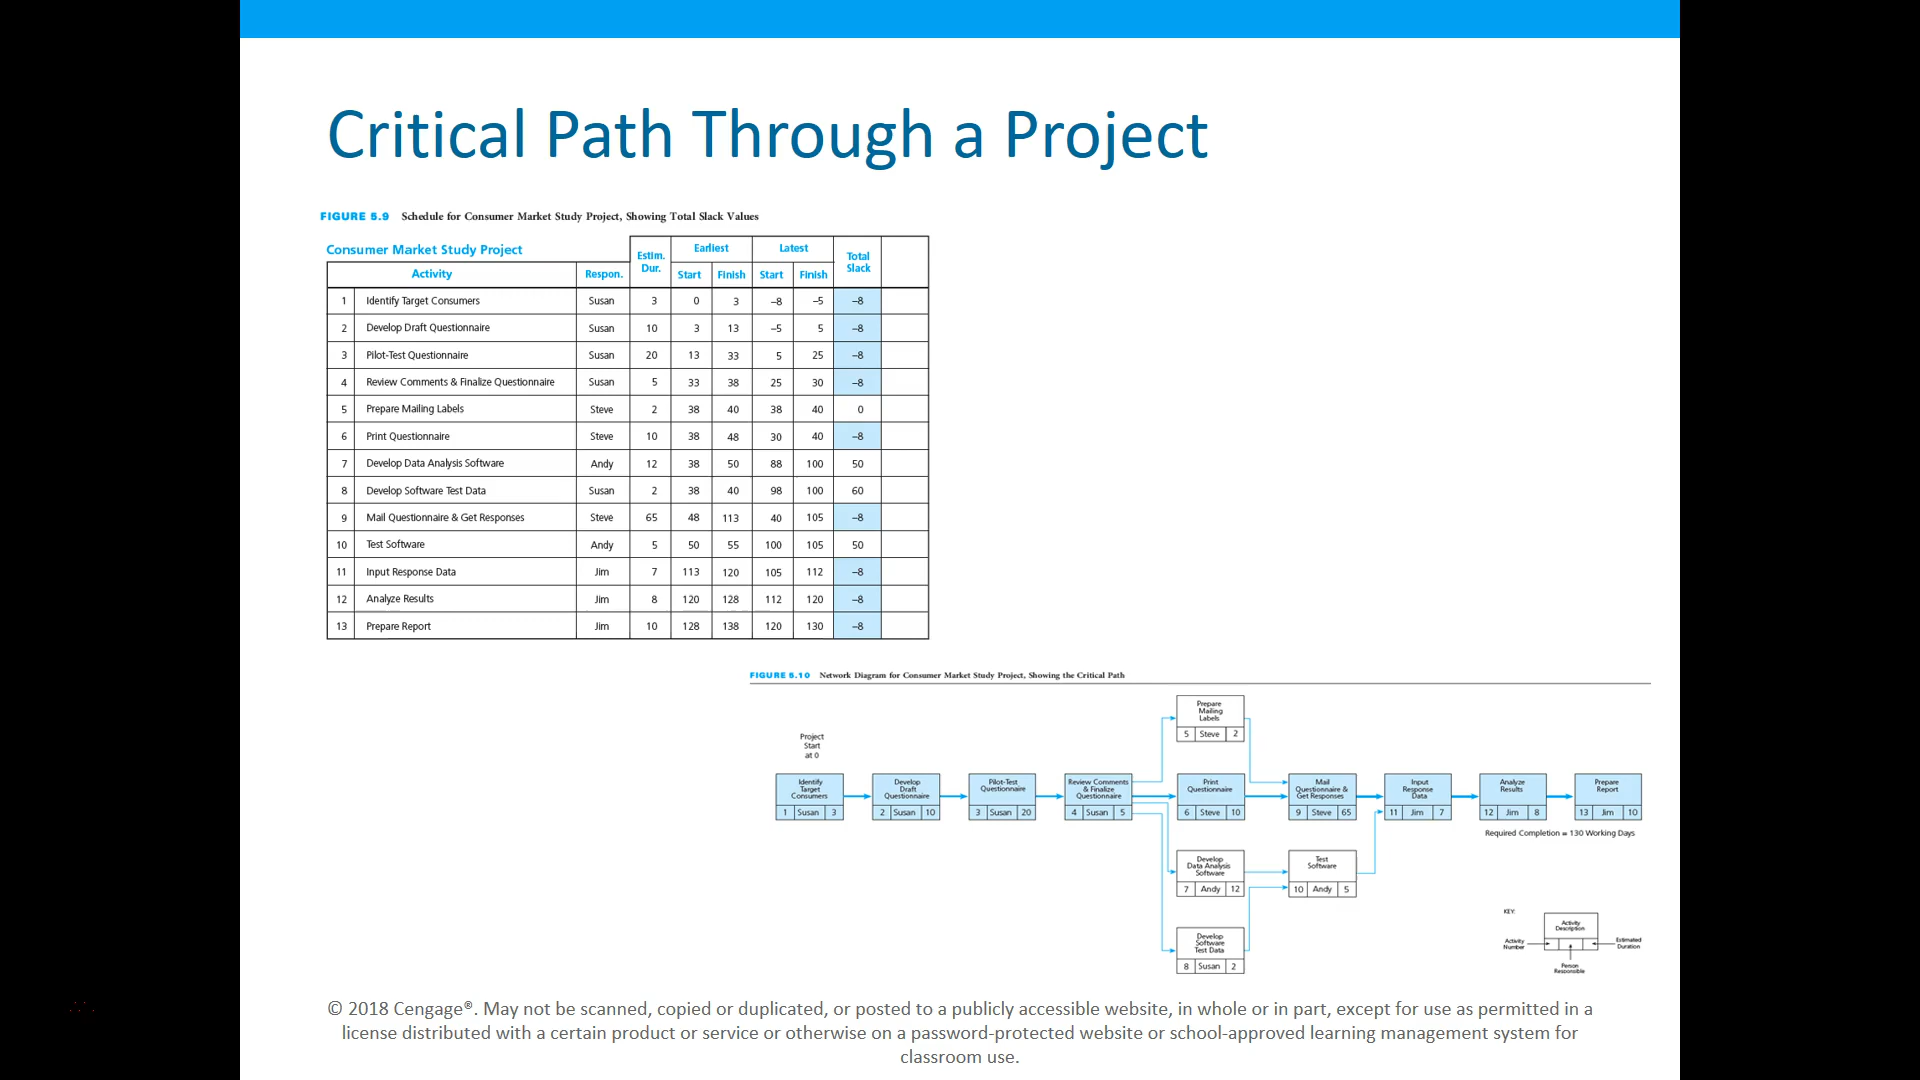 Critical Path Through a Project
FIGURE 5.9 Schedule for Consumer Market Study Project, Showing Total Slack Values
Consumer Market Study Project
Estim. Dur. Earliest Latest Total Slack
Activity Respon. Start Finish Start Finish
1 Identify Target Consumers Susan 3 0 3 –8 –5 –8
2 Develop Draft Questionnaire Susan 10 3 13 –5 5 –8
3 Pilot-Test Questionnaire Susan 20 13 33 5 25 –8
4 Review Comments & Finalize Questionnaire Susan 5 33 38 25 30 –8
5 Prepare Mailing Labels Steve 2 38 40 38 40 0
6 Print Questionnaire Steve 10 38 48 30 40 –8
7 Develop Data Analysis Software Andy 12 38 50 88 100 50
8 Develop Software Test Data Susan 2 38 40 98 100 60
9 Mail Questionnaire & Get Responses Steve 65 48 113 40 105 –8
10 Test Software Andy 5 50 55 100 105 50
11 Input Response Data Jim 7 113 120 105 112 –8
12 Analyze Results Jim 8 120 128 112 120 –8
13 Prepare Report Jim 10 128 138 120 130 –8
FIGURE 5.10 Network Diagram for Consumer Market Study Project, Showing the Critical Path
Project
Start
at 0
Identify
Target
Consumers
1 Susan 3
Develop
Draft
Questionnaire
2 Susan 10
Pilot-Test
Questionnaire
3 Susan 20
Review Comments
& Finalize
Questionnaire
4 Susan 5
Prepare
Mailing
Labels
5 Steve 2
Print
Questionnaire
6 Steve 10
Develop
Data Analysis
Software
7 Andy 12
Develop
Software
Test Data
8 Susan 2
Mail
Questionnaire &
Get Responses
9 Steve 65
Test
Software
10 Andy 5
Input
Response
Data
11 Jim 7
Analyze
Results
12 Jim 8
Prepare
Report
13 Jim 10
Required Completion = 130 Working Days
KEY:
Activity
Description
Activity
Number
Estimated
Duration
Person
Responsible
© 2018 Cengage®. May not be scanned, copied or duplicated, or posted to a publicly accessible website, in whole or in part, except for use as permitted in a
license distributed with a certain product or service or otherwise on a password-protected website or school-approved learning management system for
classroom use.